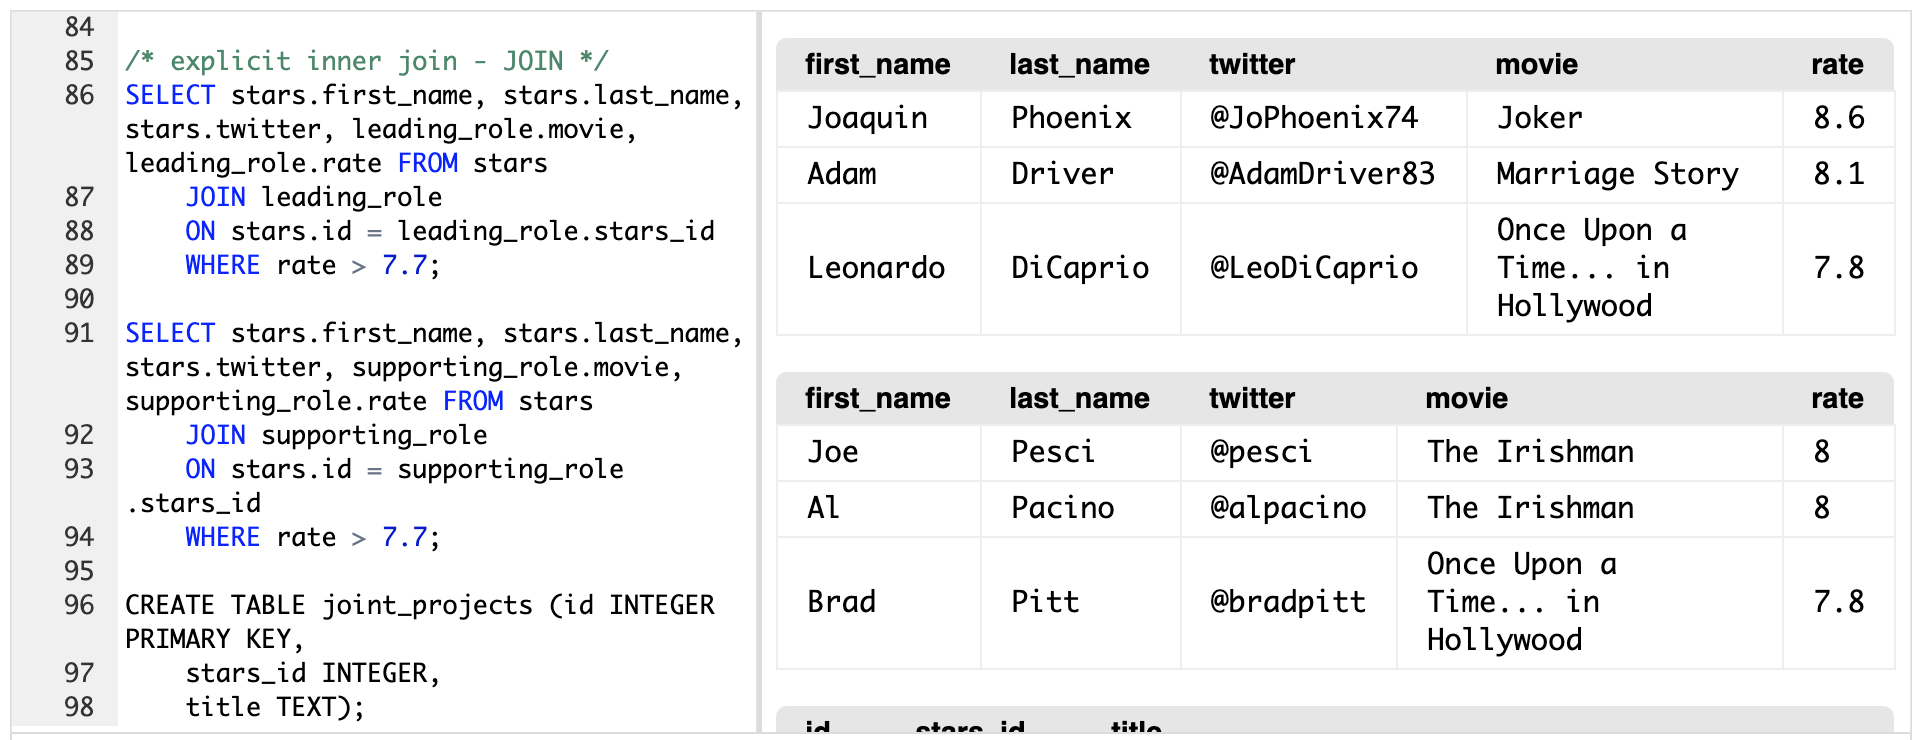 84
85 /* explicit inner join - JOIN */
86 SELECT stars.first_name, stars.last_name,
stars.twitter, leading_role.movie,
leading_role.rate FROM stars
87 JOIN leading_role
88 ON stars.id = leading_role.stars_id
89 WHERE rate > 7.7;
90
91 SELECT stars.first_name, stars.last_name,
stars.twitter, supporting_role.movie,
supporting_role.rate FROM stars
92 JOIN supporting_role
93 ON stars.id = supporting_role
.stars_id
94 WHERE rate > 7.7;
95
96 CREATE TABLE joint_projects (id INTEGER
PRIMARY KEY,
97 stars_id INTEGER,
98 title TEXT);
first_name last_name twitter movie rate
Joaquin Phoenix @JoPhoenix74 Joker 8.6
Adam Driver @AdamDriver83 Marriage Story 8.1
Leonardo DiCaprio @LeoDiCaprio Once Upon a
Time... in
Hollywood 7.8
first_name last_name twitter movie rate
Joe Pesci @pesci The Irishman 8
Al Pacino @alpacino The Irishman 8
Brad Pitt @bradpitt Once Upon a
Time... in
Hollywood 7.8
id stars_id title